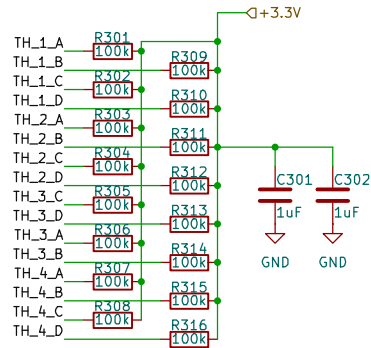 +3.3V
TH_1_A R301 100k
TH_1_B R309 100k
TH_1_C R302 100k
TH_1_D R310 100k
TH_2_A R303 100k
TH_2_B R311 100k
TH_2_C R304 100k
TH_2_D R312 100k
TH_3_C R305 100k
TH_3_D R313 100k
TH_3_A R306 100k
TH_3_B R314 100k
TH_4_A R307 100k
TH_4_B R315 100k
TH_4_C R308 100k
TH_4_D R316 100k
C301 C302
1uF 1uF
GND GND